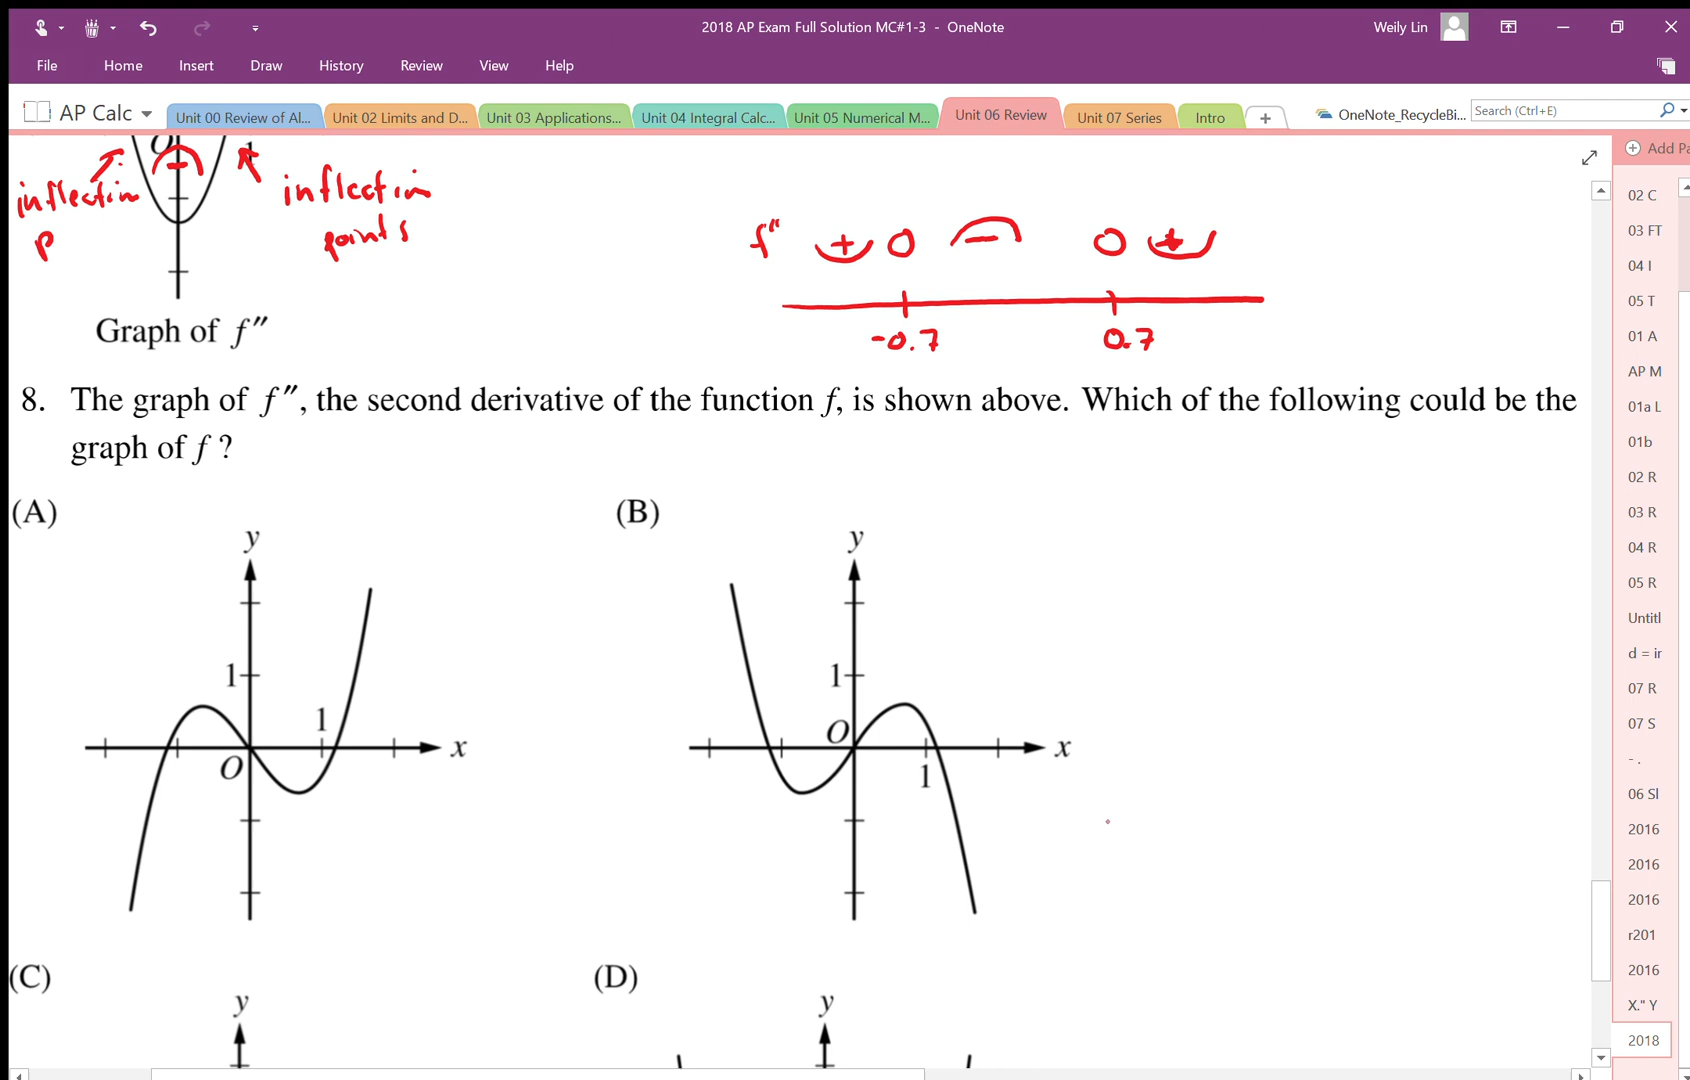 2018 AP Exam Full Solution MC#1-3 - OneNote
Weily Lin
File Home Insert Draw History Review View Help
AP Calc
Unit 00 Review of Al...
Unit 02 Limits and D...
Unit 03 Applications...
Unit 04 Integral Calc...
Unit 05 Numerical M...
Unit 06 Review
Unit 07 Series
Intro
+
OneNote_RecycleBi...
Search (Ctrl+E)
Add Pa
O
inflection
p
inflection
points
f" + 0 − 0 +
-0.7 0.7
Graph of f″
8. The graph of f″, the second derivative of the function f, is shown above. Which of the following could be the
graph of f ?
(A)
y
1
1
O
x
(B)
y
1
O
1
x
(C)
y
(D)
y
02 C
03 FT
04 I
05 T
01 A
AP M
01a L
01b
02 R
03 R
04 R
05 R
Untitl
d = ir
07 R
07 S
- .
06 Sl
2016
2016
2016
r201
2016
X." Y
2018